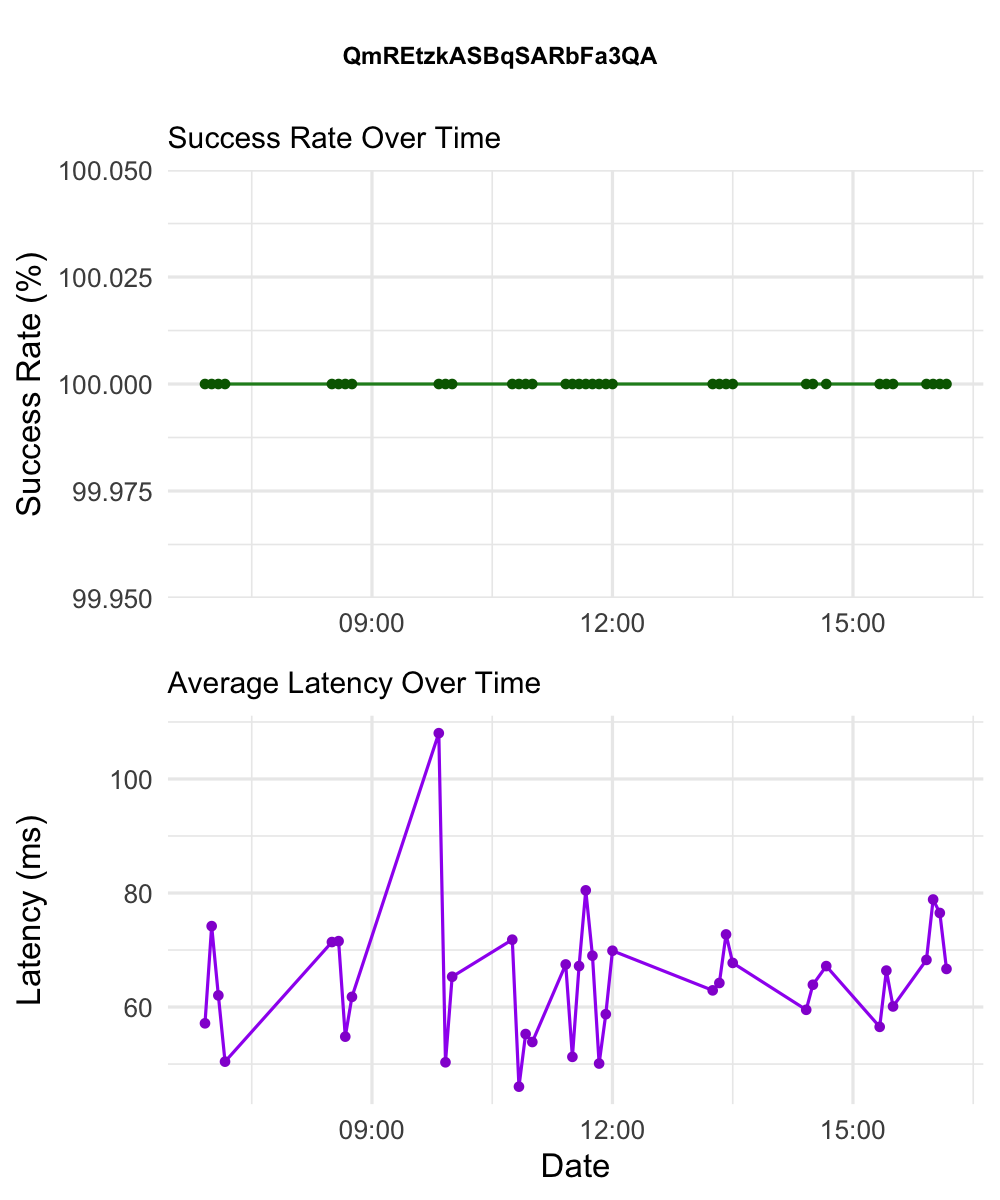 QmREtzkASBqSARbFa3QA
Success Rate Over Time
Success Rate (%)
100.050
100.025
100.000
99.975
99.950
09:00 12:00 15:00
Average Latency Over Time
Latency (ms)
100
80
60
09:00 12:00 15:00
Date